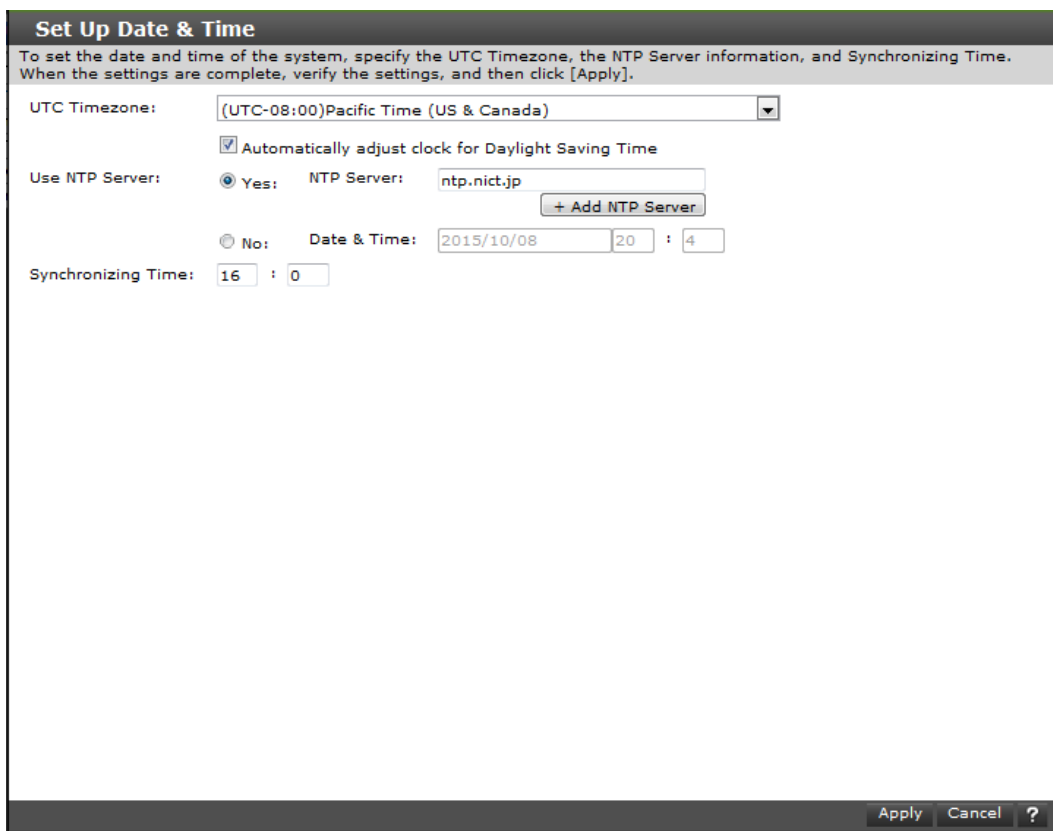 Set Up Date & Time
To set the date and time of the system, specify the UTC Timezone, the NTP Server information, and Synchronizing Time.
When the settings are complete, verify the settings, and then click [Apply].
UTC Timezone: (UTC-08:00)Pacific Time (US & Canada)
Automatically adjust clock for Daylight Saving Time
Use NTP Server: Yes: NTP Server: ntp.nict.jp
+ Add NTP Server
No: Date & Time: 2015/10/08 20 : 4
Synchronizing Time: 16 : 0
Apply Cancel ?